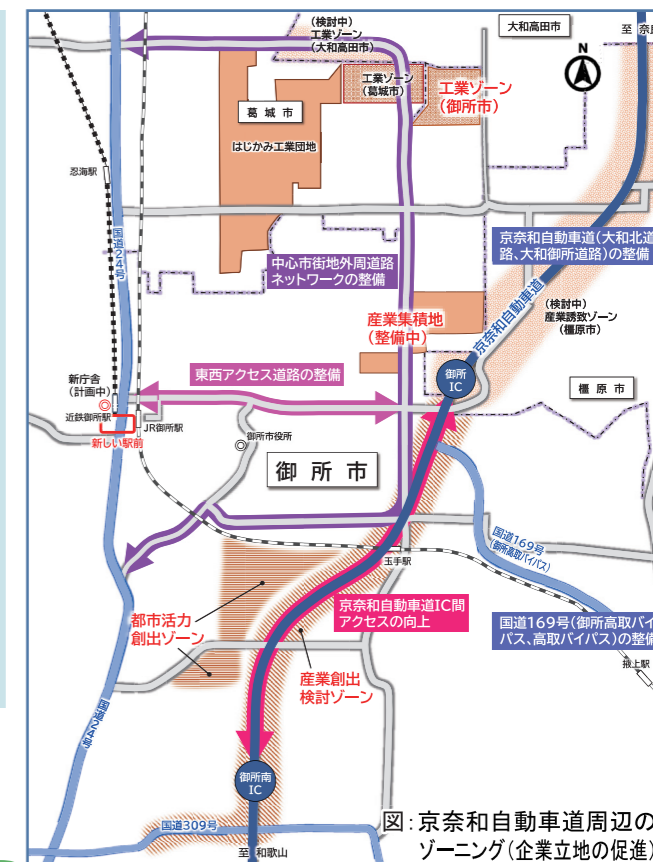 (検討中)
工業ゾーン
(大和高田市)
大和高田市
至 奈良
N
工業ゾーン
(葛城市)
工業ゾーン
(御所市)
葛城市
はじかみ工業団地
忍海駅
国道24号
中心市街地外周道路
ネットワークの整備
京奈和自動車道(大和北道
路、大和御所道路)の整備
京奈和自動車道
(検討中)
産業誘致ゾーン
(橿原市)
産業集積地
(整備中)
東西アクセス道路の整備
御所
IC
橿原市
新庁舎
(計画中)
近鉄御所駅
新しい駅前
JR御所駅
御所市役所
御所市
国道169号
(御所高取バイパス)
玉手駅
都市活力
創出ゾーン
京奈和自動車道IC間
アクセスの向上
国道169号(御所高取バイ
パス、高取バイパス)の整備
掖上駅
産業創出
検討ゾーン
国道24号
御所南
IC
国道309号
至 和歌山
図:京奈和自動車道周辺の
ゾーニング(企業立地の促進)